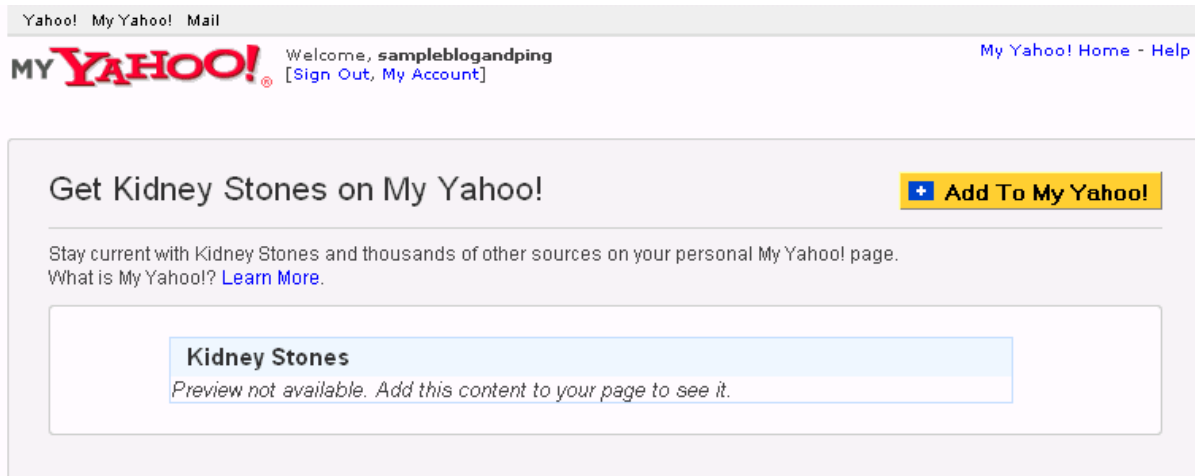 Yahoo! My Yahoo! Mail
MY YAHOO!® Welcome, sampleblogandping
[Sign Out, My Account]
My Yahoo! Home - Help
Get Kidney Stones on My Yahoo!
Add To My Yahoo!
Stay current with Kidney Stones and thousands of other sources on your personal My Yahoo! page.
What is My Yahoo!? Learn More.
Kidney Stones
Preview not available. Add this content to your page to see it.